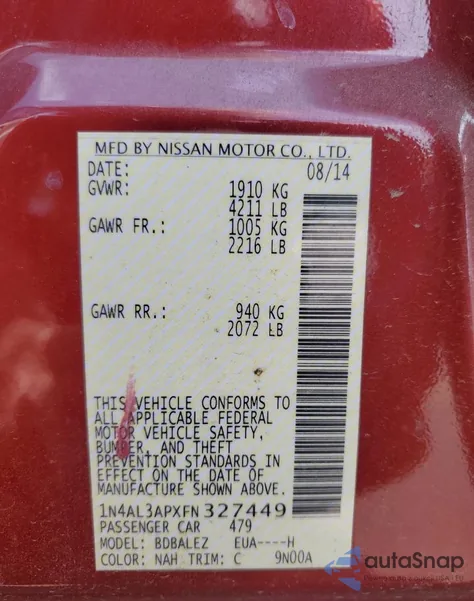 MFD BY NISSAN MOTOR CO., LTD.
DATE: 08/14
GVWR: 1910 KG
4211 LB
GAWR FR.: 1005 KG
2216 LB
GAWR RR.: 940 KG
2072 LB
THIS VEHICLE CONFORMS TO
ALL APPLICABLE FEDERAL
MOTOR VEHICLE SAFETY,
BUMPER, AND THEFT
PREVENTION STANDARDS IN
EFFECT ON THE DATE OF
MANUFACTURE SHOWN ABOVE.
1N4AL3APXFN327449
PASSENGER CAR 479
MODEL: BDBALEZ EUA----H
COLOR: NAH TRIM: C 9N00A
autaSnap